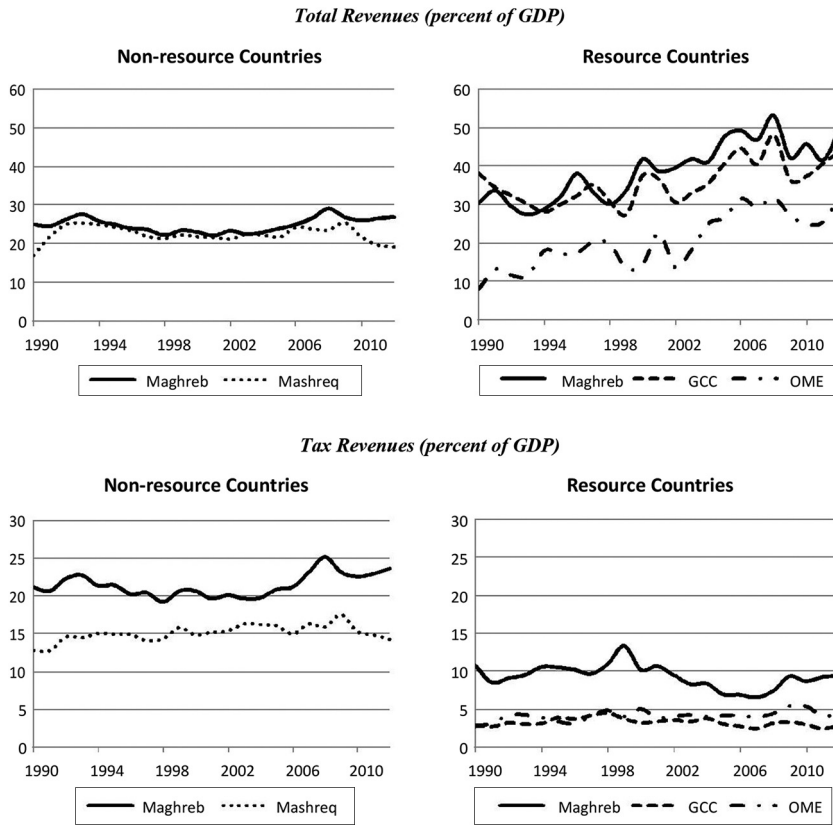 Total Revenues (percent of GDP)
Non-resource Countries
60
50
40
30
20
10
0
1990 1994 1998 2002 2006 2010
Maghreb Mashreq
Resource Countries
60
50
40
30
20
10
0
1990 1994 1998 2002 2006 2010
Maghreb GCC OME
Tax Revenues (percent of GDP)
Non-resource Countries
30
25
20
15
10
5
0
1990 1994 1998 2002 2006 2010
Maghreb Mashreq
Resource Countries
30
25
20
15
10
5
0
1990 1994 1998 2002 2006 2010
Maghreb GCC OME